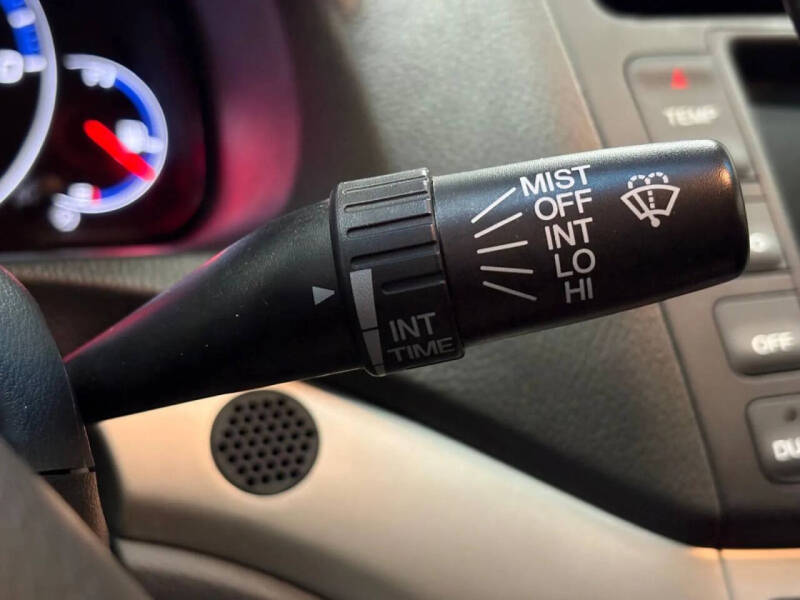 MIST
OFF
INT
LO
HI
INT
TIME
TEMP
OFF